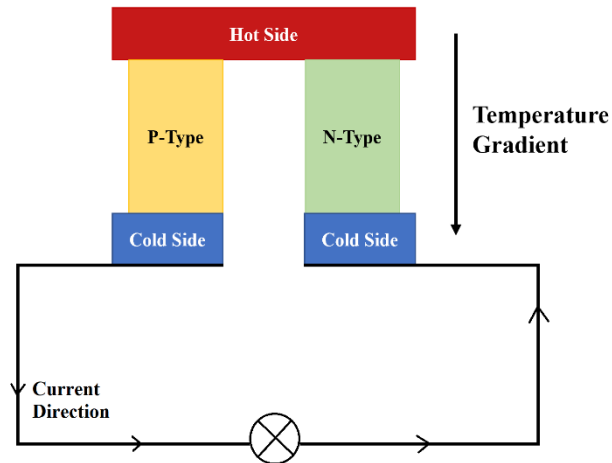 Hot Side
P-Type
N-Type
Temperature
Gradient
Cold Side
Cold Side
Current
Direction